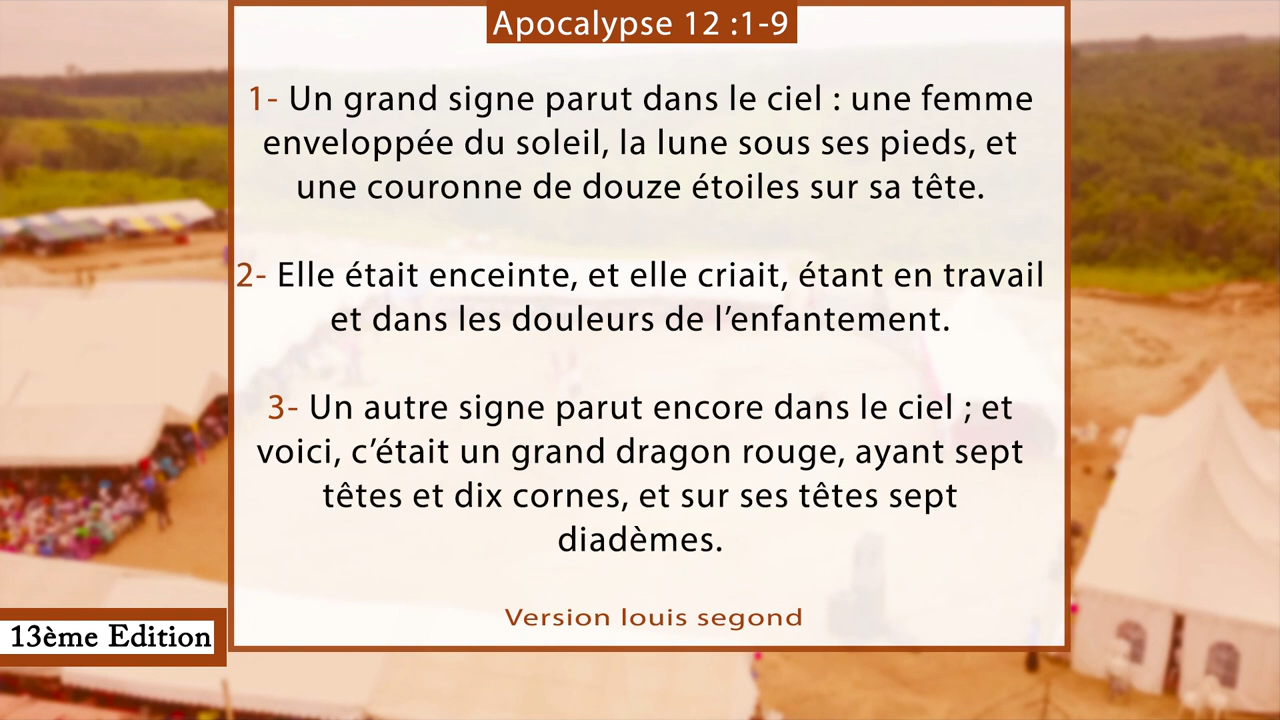 Apocalypse 12 :1-9
1- Un grand signe parut dans le ciel : une femme
enveloppée du soleil, la lune sous ses pieds, et
une couronne de douze étoiles sur sa tête.
2- Elle était enceinte, et elle criait, étant en travail
et dans les douleurs de l’enfantement.
3- Un autre signe parut encore dans le ciel ; et
voici, c’était un grand dragon rouge, ayant sept
têtes et dix cornes, et sur ses têtes sept
diadèmes.
Version louis segond
13ème Edition